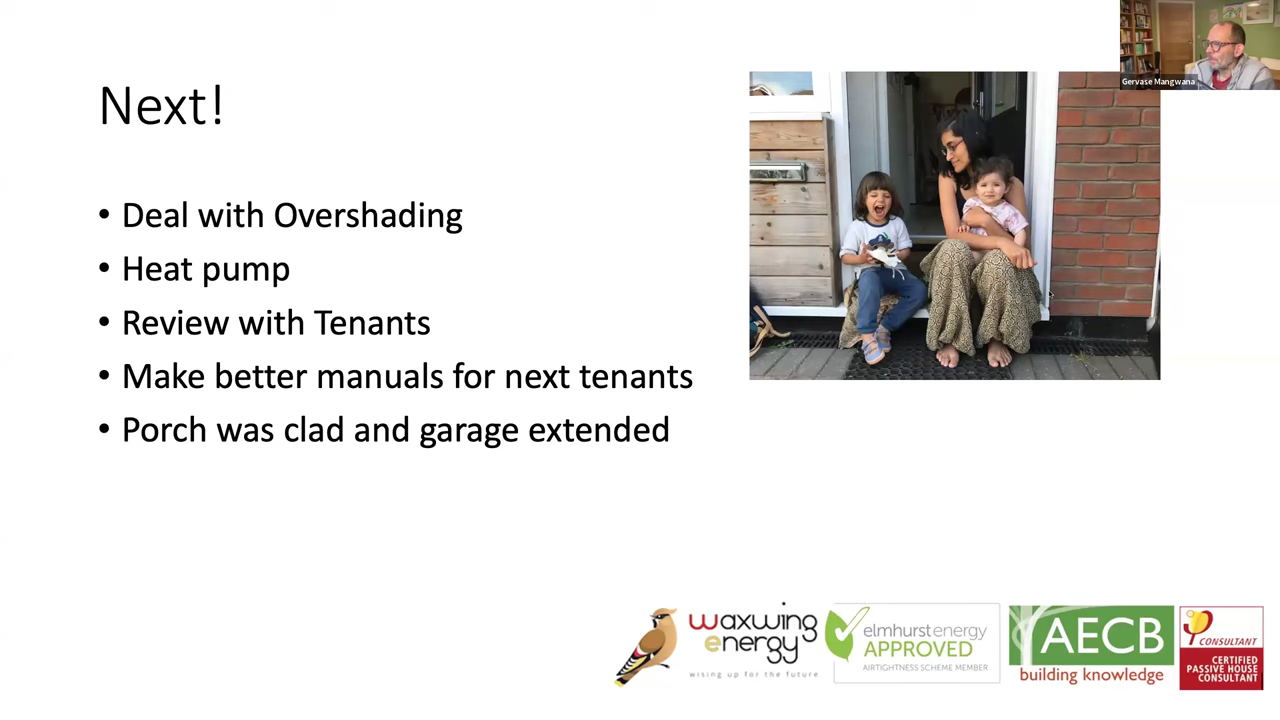 Gervase Mangwana
Next!
• Deal with Overshading
• Heat pump
• Review with Tenants
• Make better manuals for next tenants
• Porch was clad and garage extended
waxwing
energy
wising up for the future
elmhurst energy
APPROVED
AIRTIGHTNESS SCHEME MEMBER
AECB
building knowledge
CONSULTANT
CERTIFIED
PASSIVE HOUSE
CONSULTANT